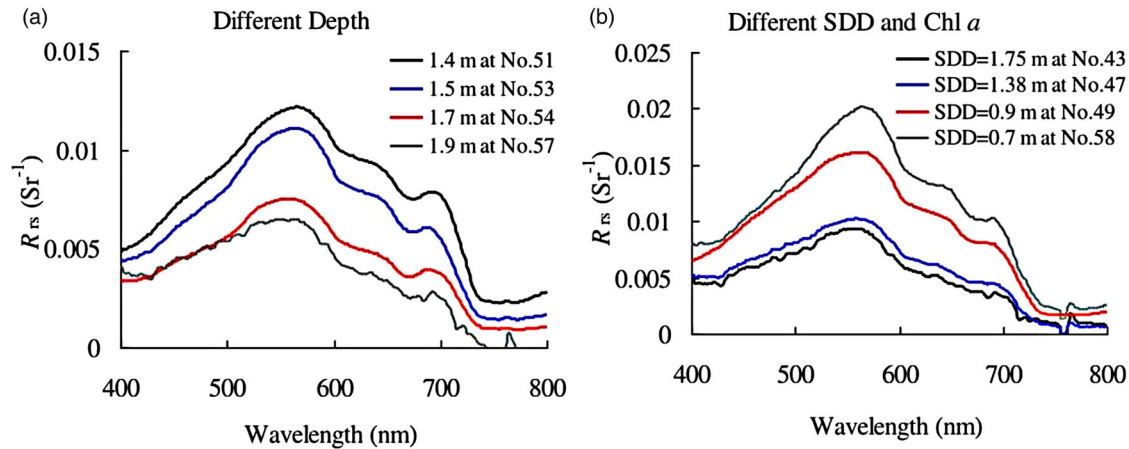 (a)
Different Depth
0.015
0.01
0.005
0
R rs (Sr-1)
1.4 m at No.51
1.5 m at No.53
1.7 m at No.54
1.9 m at No.57
400 500 600 700 800
Wavelength (nm)
(b)
Different SDD and Chl a
0.025
0.02
0.015
0.01
0.005
0
R rs (Sr-1)
SDD=1.75 m at No.43
SDD=1.38 m at No.47
SDD=0.9 m at No.49
SDD=0.7 m at No.58
400 500 600 700 800
Wavelength (nm)